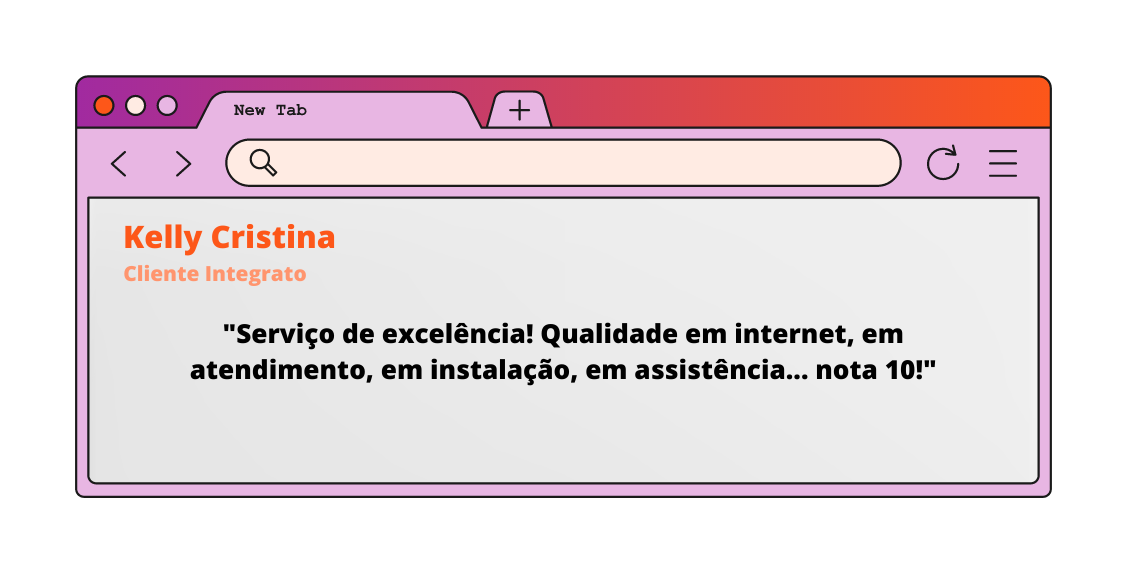 New Tab
Kelly Cristina
Cliente Integrato
"Serviço de excelência! Qualidade em internet, em
atendimento, em instalação, em assistência... nota 10!"